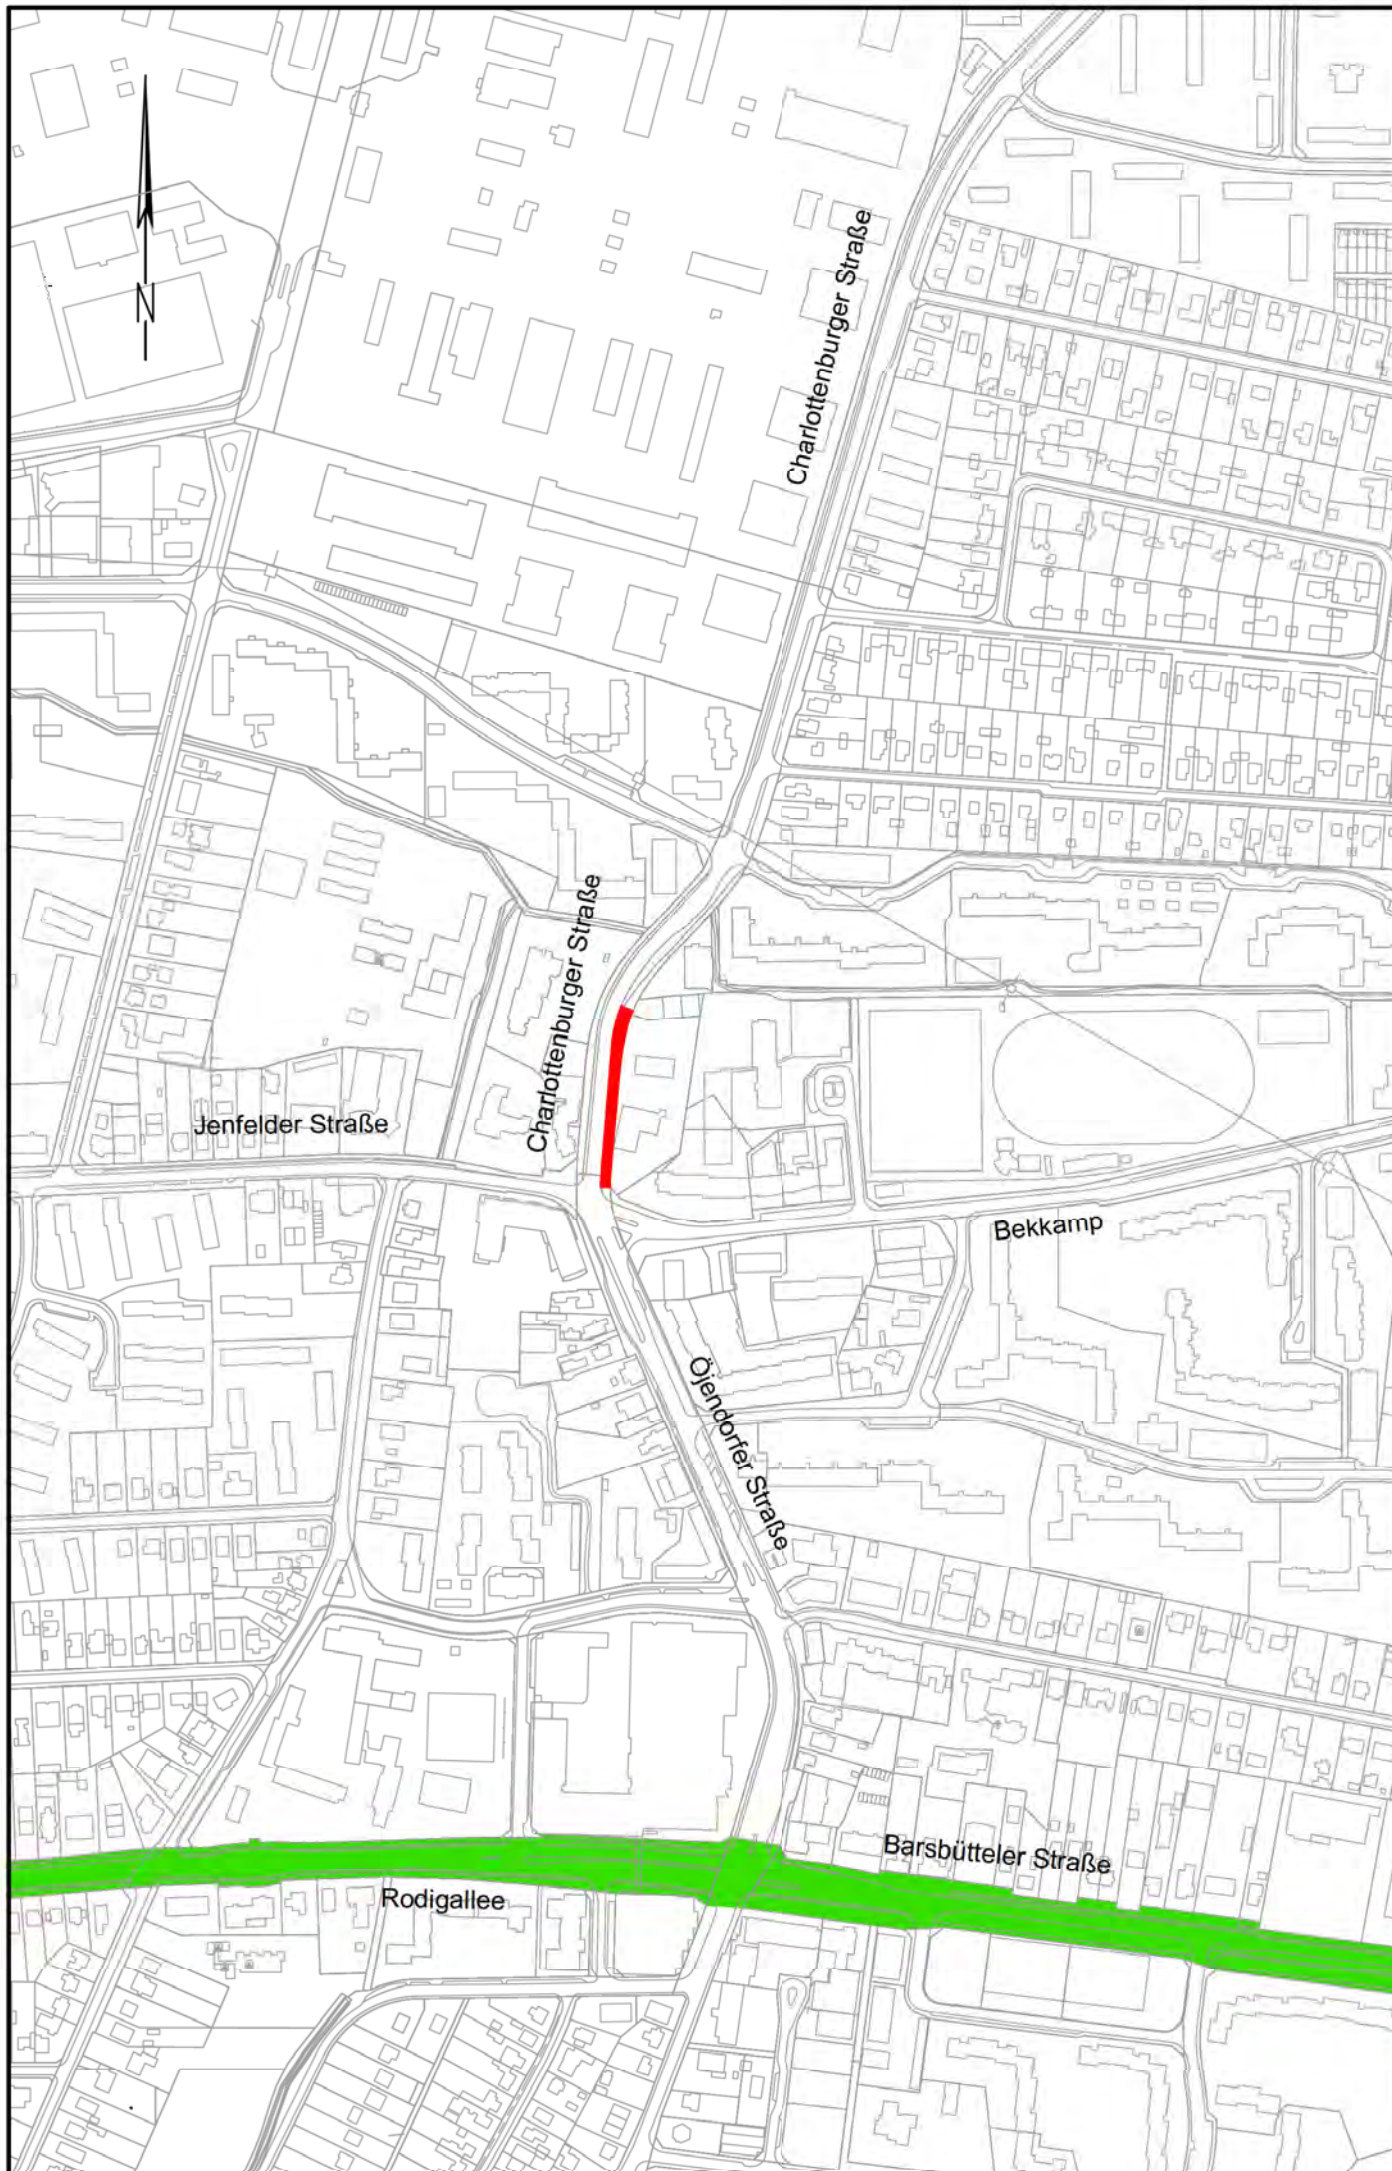 N
Charlottenburger Straße
Charlottenburger Straße
Jenfelder Straße
Bekkamp
Öjendorfer Straße
Barsbütteler Straße
Rodigallee